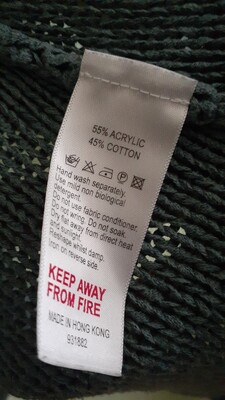 55% ACRYLIC
45% COTTON
Hand wash separately
Use mild non biological
detergent.
Do not use fabric conditioner.
Do not wring. Do not soak.
Dry flat away from direct heat
and sunlight.
Reshape whilst damp.
Iron on reverse side.
KEEP AWAY
FROM FIRE
MADE IN HONG KONG
931882